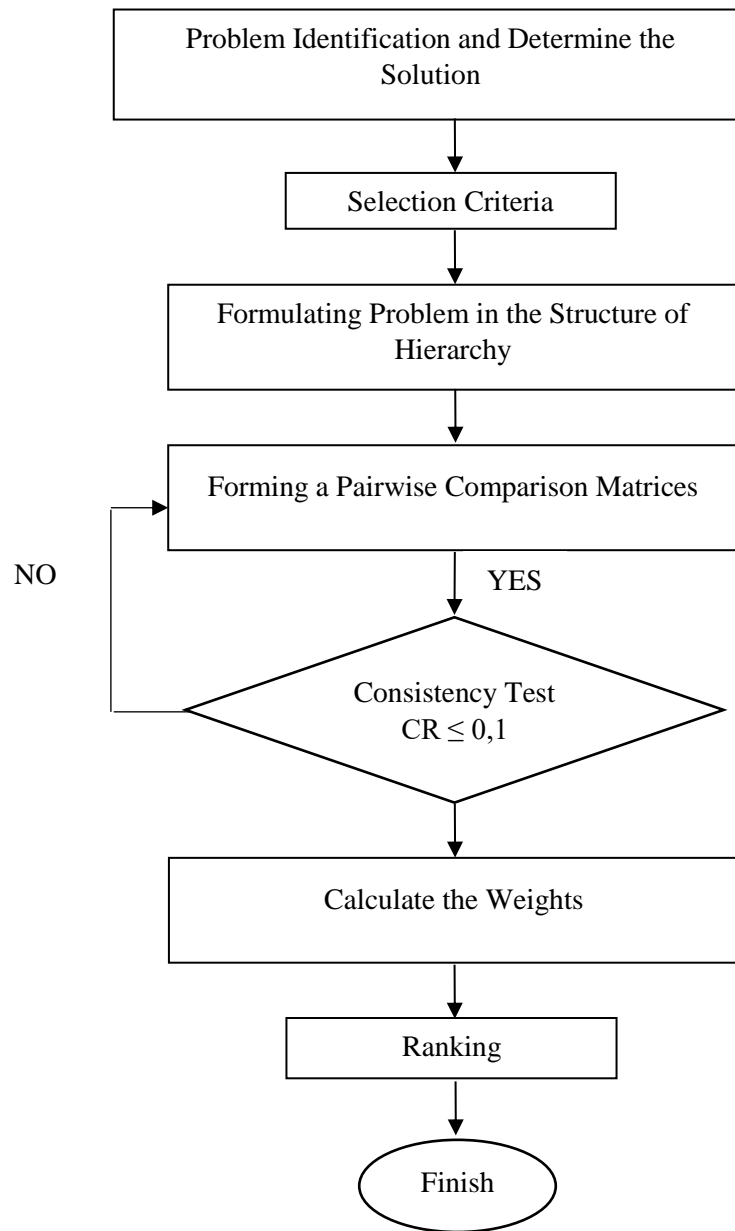 Problem Identification and Determine the
Solution
Selection Criteria
Formulating Problem in the Structure of
Hierarchy
Forming a Pairwise Comparison Matrices
NO
YES
Consistency Test
CR ≤ 0,1
Calculate the Weights
Ranking
Finish